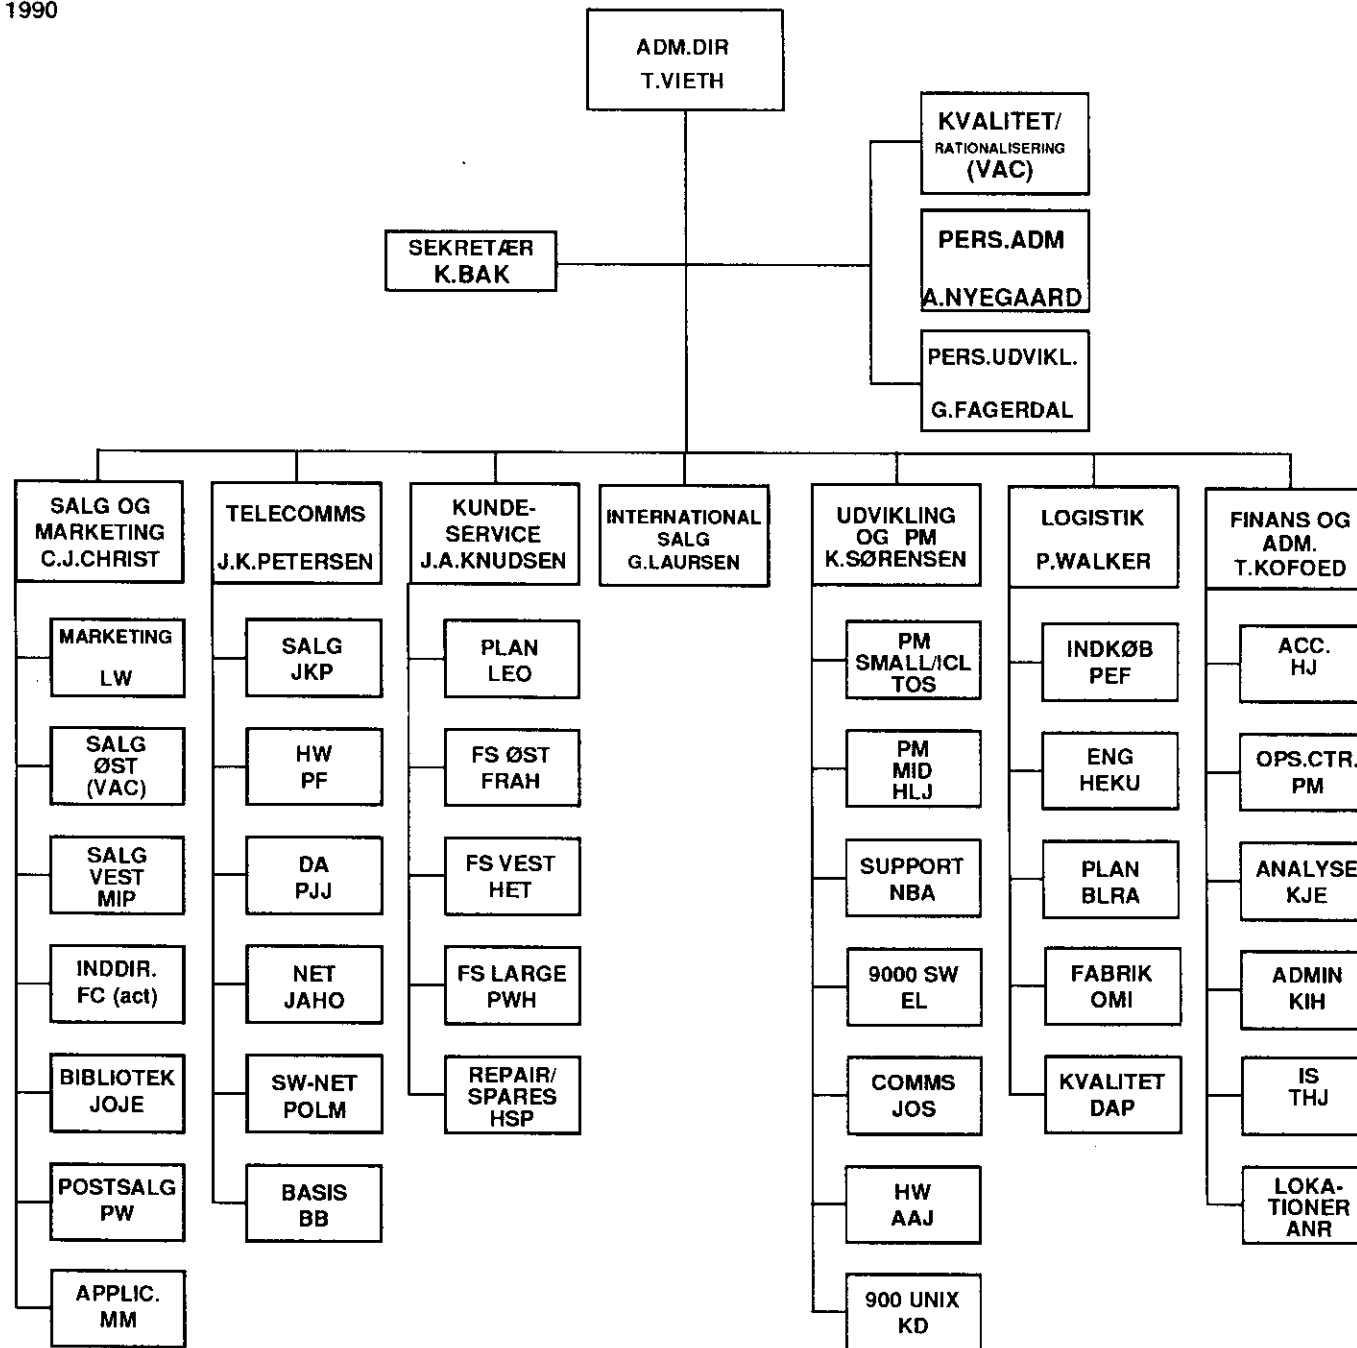 1990
ADM.DIR
T.VIETH
KVALITET/
RATIONALISERING
(VAC)
SEKRETÆR
K.BAK
PERS.ADM
A.NYEGAARD
PERS.UDVIKL.
G.FAGERDAL
SALG OG
MARKETING
C.J.CHRIST
TELECOMMS
J.K.PETERSEN
KUNDE-
SERVICE
J.A.KNUDSEN
INTERNATIONAL
SALG
G.LAURSEN
UDVIKLING
OG PM
K.SØRENSEN
LOGISTIK
P.WALKER
FINANS OG
ADM.
T.KOFOED
MARKETING
LW
SALG
ØST
(VAC)
SALG
VEST
MIP
INDDIR.
FC (act)
BIBLIOTEK
JOJE
POSTSALG
PW
APPLIC.
MM
SALG
JKP
HW
PF
DA
PJJ
NET
JAHO
SW-NET
POLM
BASIS
BB
PLAN
LEO
FS ØST
FRAH
FS VEST
HET
FS LARGE
PWH
REPAIR/
SPARES
HSP
PM
SMALL/ICL
TOS
PM
MID
HLJ
SUPPORT
NBA
9000 SW
EL
COMMS
JOS
HW
AAJ
900 UNIX
KD
INDKØB
PEF
ENG
HEKU
PLAN
BLRA
FABRIK
OMI
KVALITET
DAP
ACC.
HJ
OPS.CTR.
PM
ANALYSE
KJE
ADMIN
KIH
IS
THJ
LOKA-
TIONER
ANR